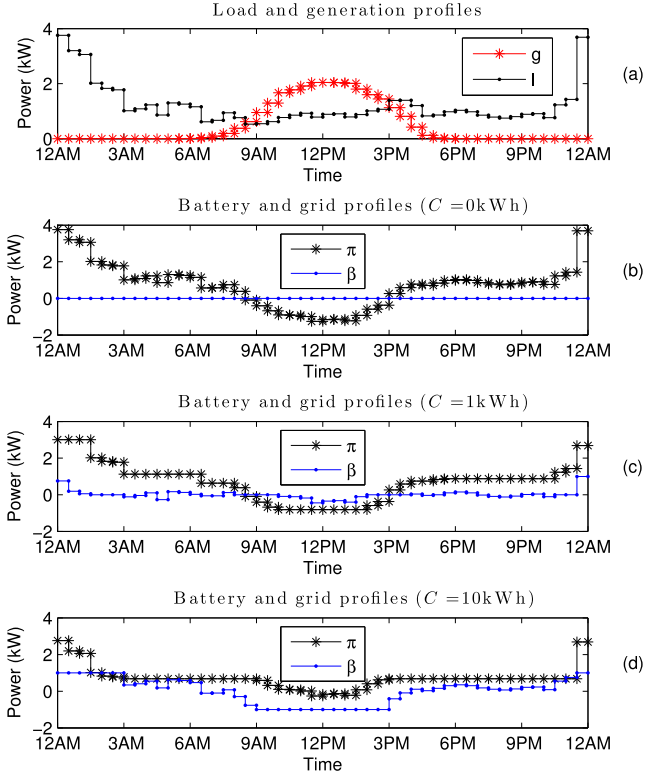 Load and generation profiles
4
2
0
Power (kW)
g
l
(a)
12AM 3AM 6AM 9AM 12PM 3PM 6PM 9PM 12AM
Time
Battery and grid profiles (C =0kWh)
4
2
0
−2
Power (kW)
π
β
(b)
12AM 3AM 6AM 9AM 12PM 3PM 6PM 9PM 12AM
Time
Battery and grid profiles (C =1kWh)
4
2
0
−2
Power (kW)
π
β
(c)
12AM 3AM 6AM 9AM 12PM 3PM 6PM 9PM 12AM
Time
Battery and grid profiles (C =10kWh)
4
2
0
−2
Power (kW)
π
β
(d)
12AM 3AM 6AM 9AM 12PM 3PM 6PM 9PM 12AM
Time